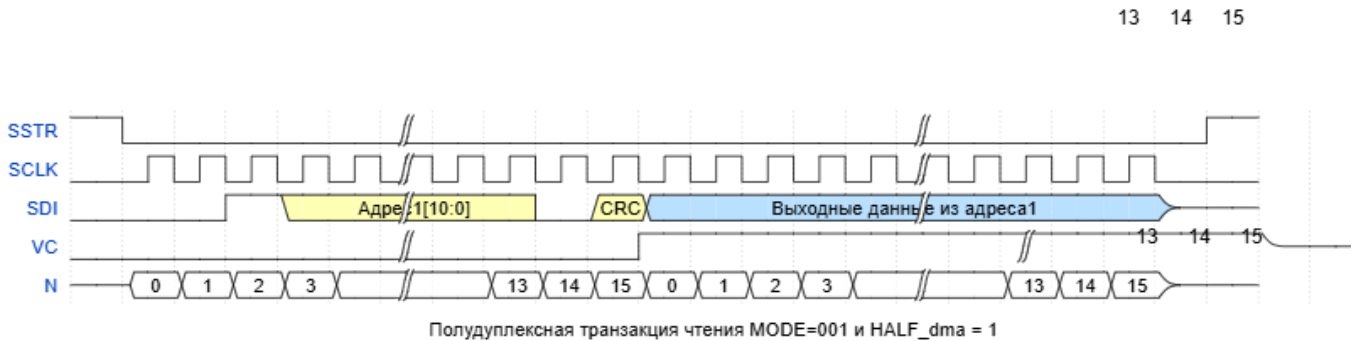 13 14 15
SSTR
SCLK
SDI Адрес1[10:0] CRC Выходные данные из адреса1
VC 13 14 15
N 0 1 2 3 13 14 15 0 1 2 3 13 14 15
Полудуплексная транзакция чтения MODE=001 и HALF_dma = 1